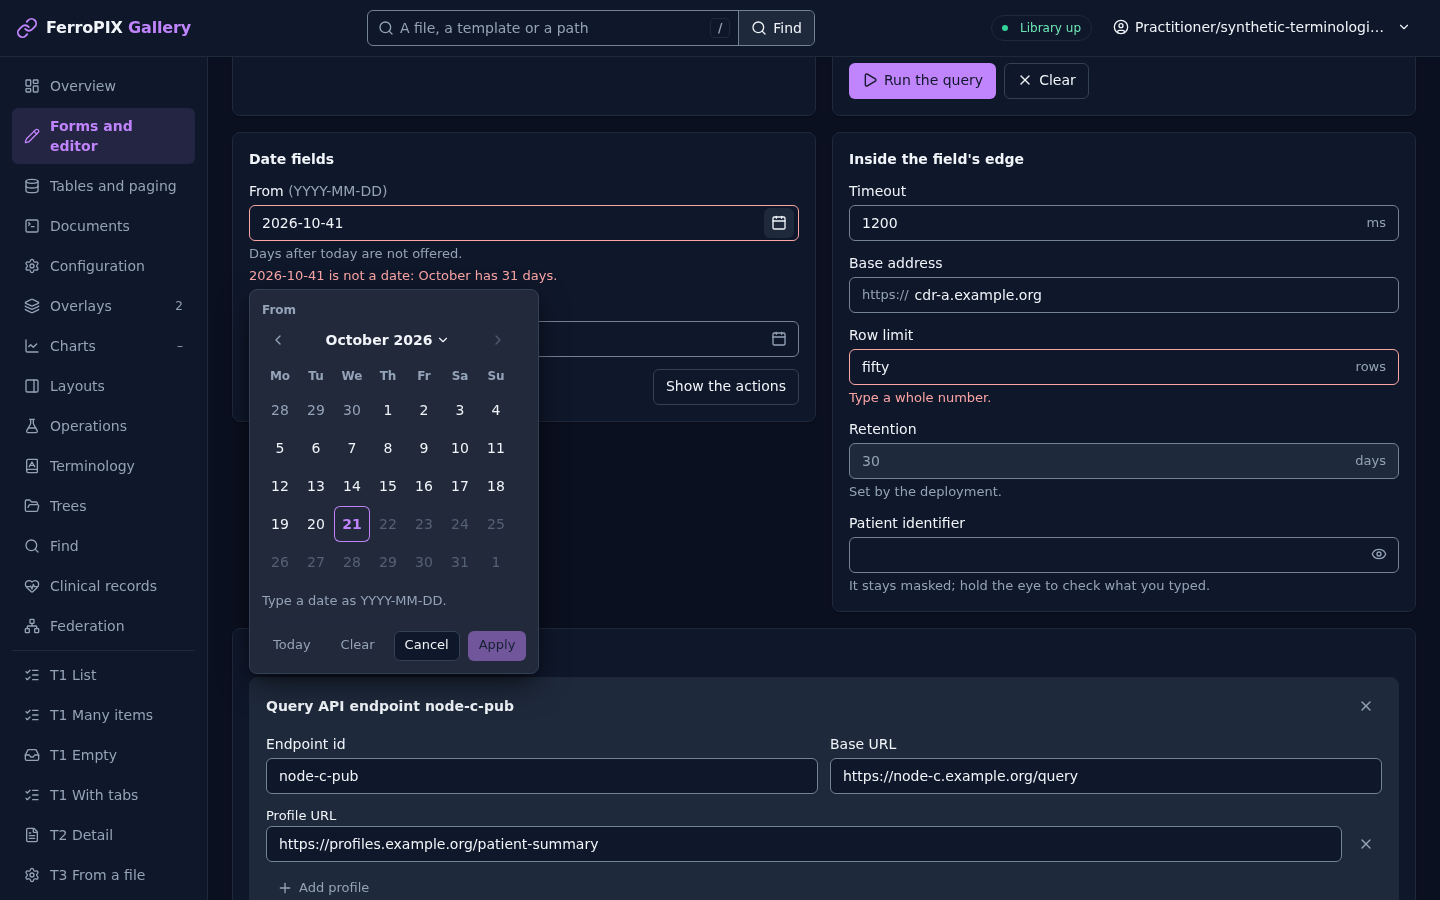 FerroPIX Gallery
A file, a template or a path
/
Find
Library up
Practitioner/synthetic-terminologi...
Overview
Forms and editor
Tables and paging
Documents
Configuration
Overlays 2
Charts –
Layouts
Operations
Terminology
Trees
Find
Clinical records
Federation
T1 List
T1 Many items
T1 Empty
T1 With tabs
T2 Detail
T3 From a file
Run the query
Clear
Date fields
From (YYYY-MM-DD)
2026-10-41
Days after today are not offered.
2026-10-41 is not a date: October has 31 days.
From
October 2026
Mo Tu We Th Fr Sa Su
28 29 30 1 2 3 4
5 6 7 8 9 10 11
12 13 14 15 16 17 18
19 20 21 22 23 24 25
26 27 28 29 30 31 1
Type a date as YYYY-MM-DD.
Today Clear Cancel Apply
Show the actions
Inside the field's edge
Timeout
1200 ms
Base address
https:// cdr-a.example.org
Row limit
fifty rows
Type a whole number.
Retention
30 days
Set by the deployment.
Patient identifier
It stays masked; hold the eye to check what you typed.
Query API endpoint node-c-pub
Endpoint id
node-c-pub
Base URL
https://node-c.example.org/query
Profile URL
https://profiles.example.org/patient-summary
Add profile